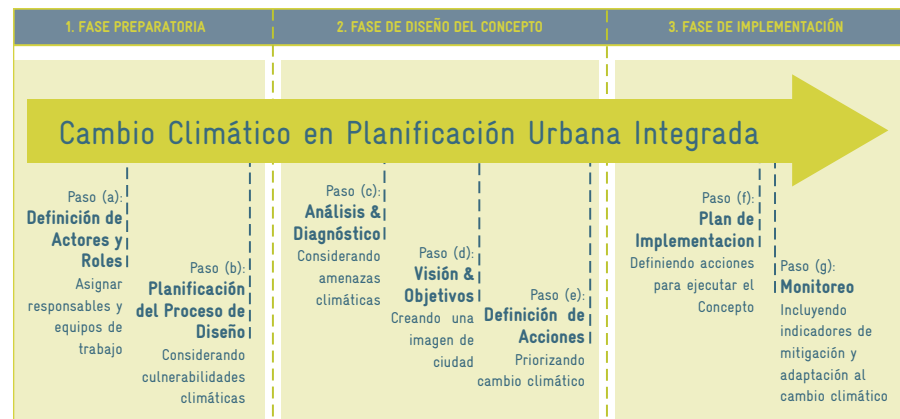 1. FASE PREPARATORIA
2. FASE DE DISEÑO DEL CONCEPTO
3. FASE DE IMPLEMENTACIÓN
Cambio Climático en Planificación Urbana Integrada
Paso (a):
Definición de
Actores y
Roles
Asignar
responsables y
equipos de
trabajo
Paso (b):
Planificación
del Proceso de
Diseño
Considerando
culnerabilidades
climáticas
Paso (c):
Análisis &
Diagnóstico
Considerando
amenazas
climáticas
Paso (d):
Visión &
Objetivos
Creando una
imagen de
ciudad
Paso (e):
Definición de
Acciones
Priorizando
cambio climático
Paso (f):
Plan de
Implementacion
Definiendo acciones
para ejecutar el
Concepto
Paso (g):
Monitoreo
Incluyendo
indicadores de
mitigación y
adaptación al
cambio climático